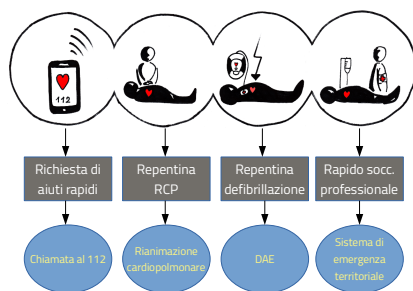 112
Richiesta di
aiuti rapidi
Repentina
RCP
Repentina
defibrillazione
Rapido socc.
professionale
Chiamata al 112
Rianimazione
cardiopolmonare
DAE
Sistema di
emergenza
territoriale